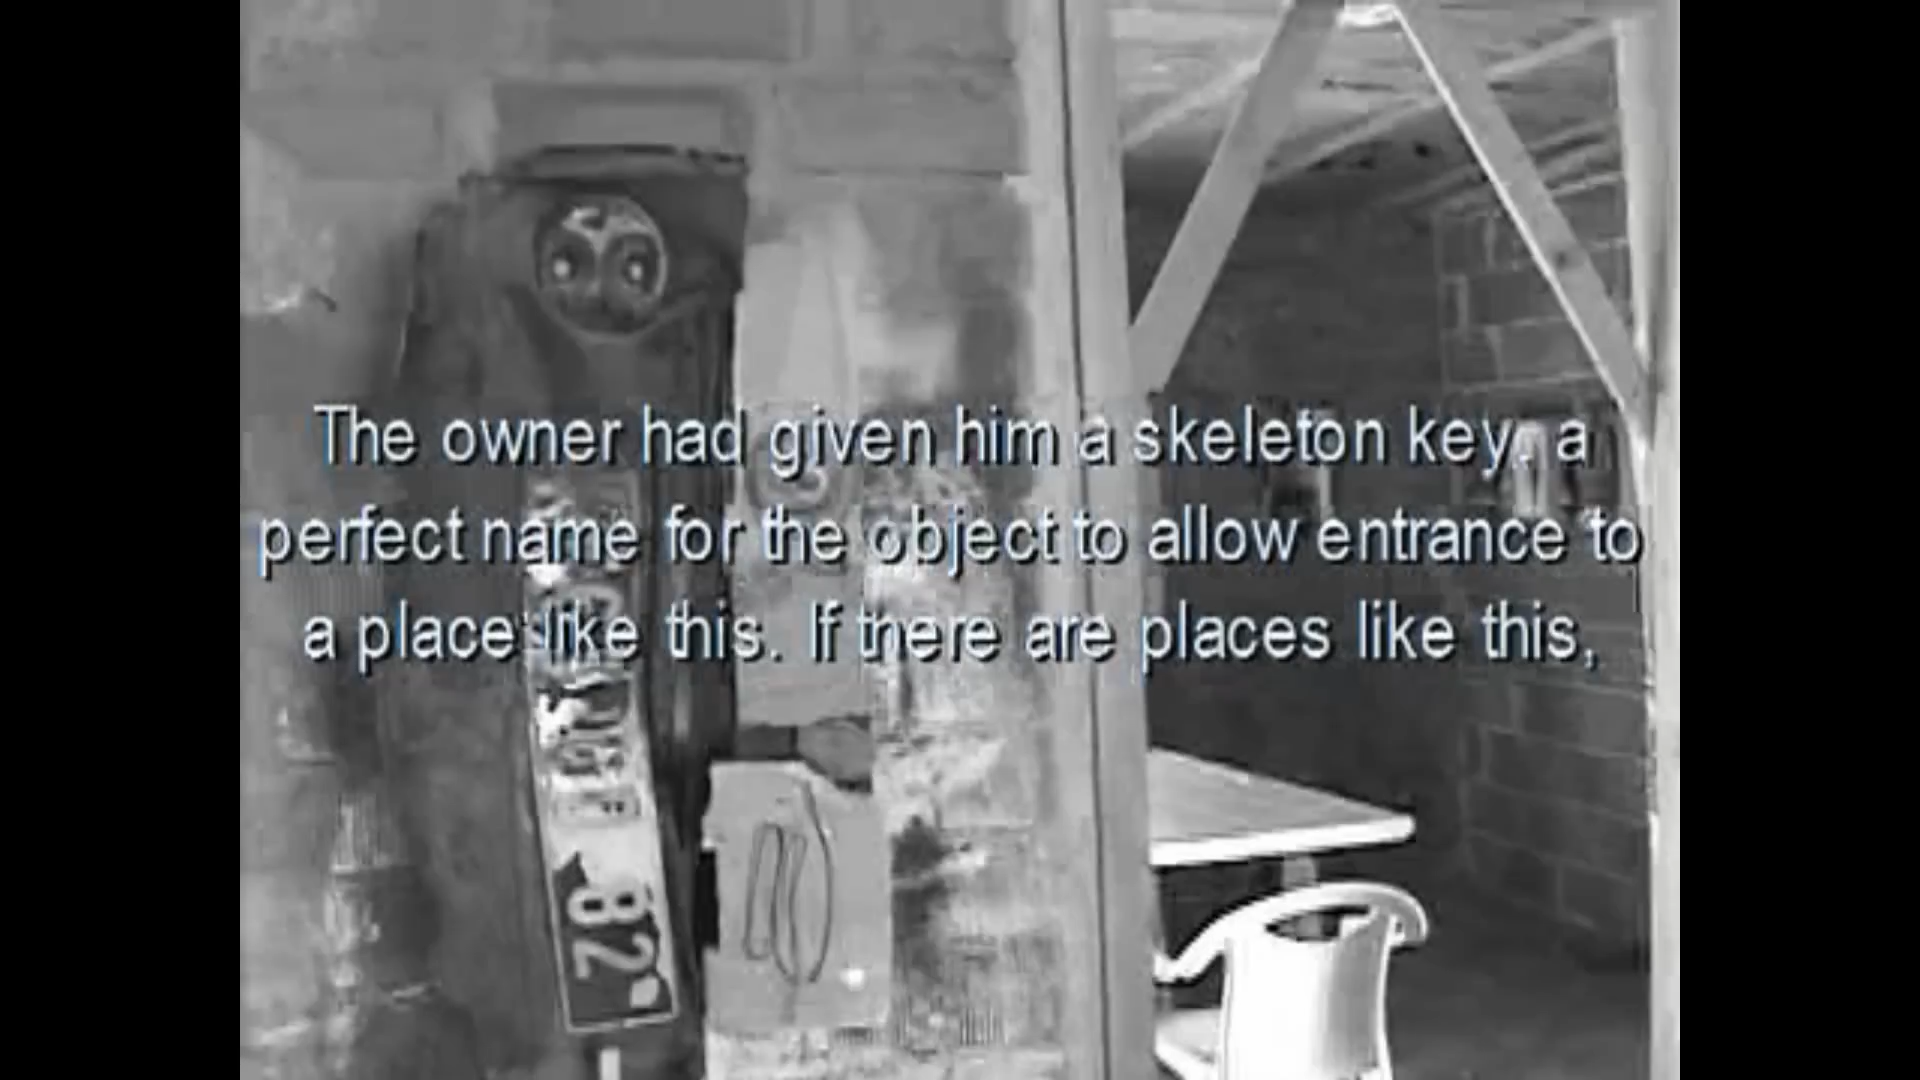 The owner had given him a skeleton key, a
perfect name for the object to allow entrance to
a place like this. If there are places like this,
82